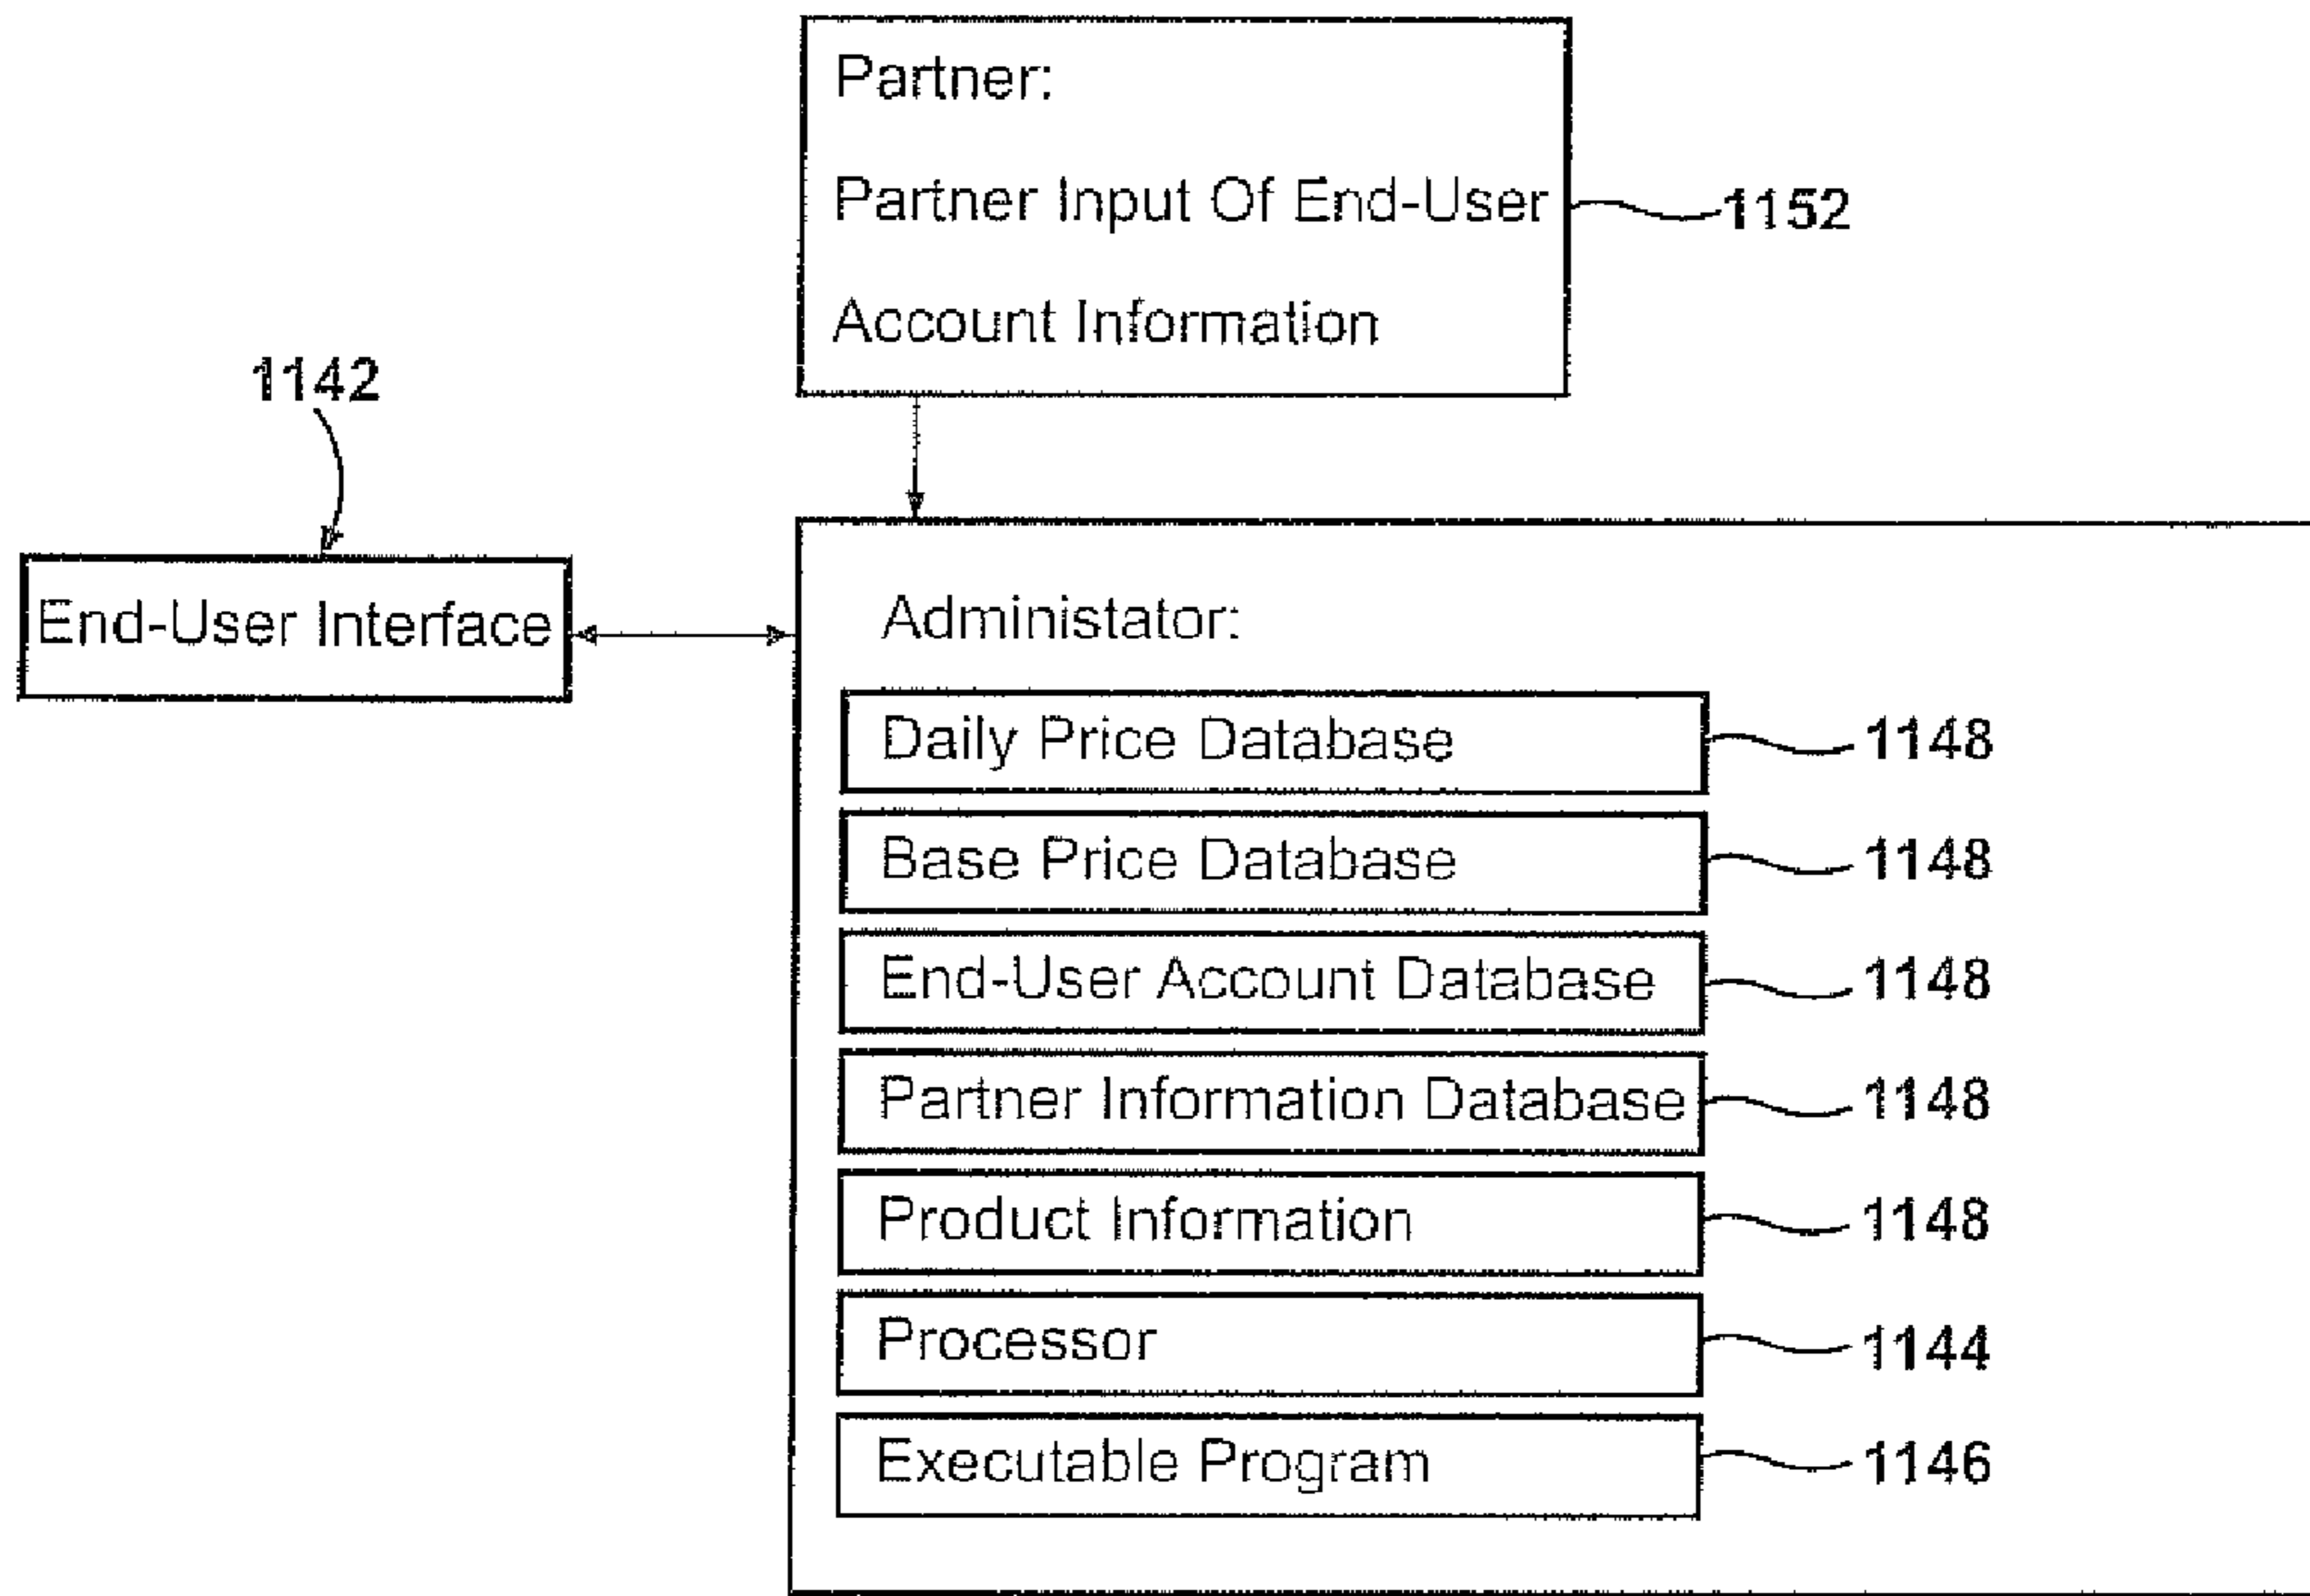 Partner:
Partner Input Of End-User
1152
Account Information
1142
End-User Interface
Administator:
Daily Price Database
1148
Base Price Database
1148
End-User Account Database
1148
Partner Information Database
1148
Product Information
1148
Processor
1144
Executable Program
1146